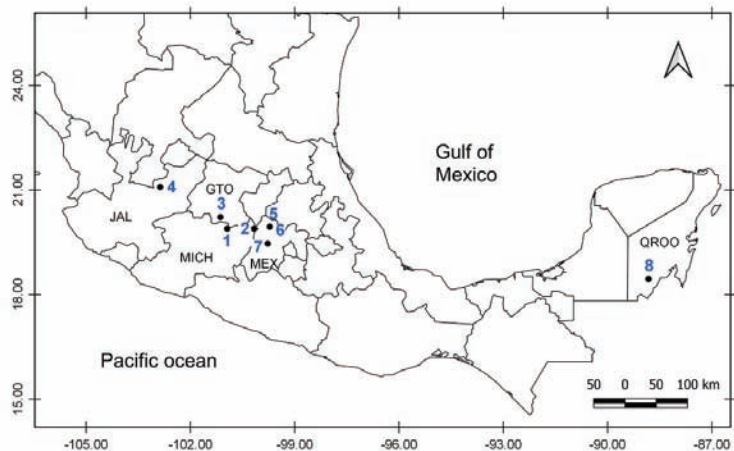 24.00
21.00
18.00
15.00
Gulf of
Mexico
4
GTO
3
5
JAL
2
6
1
7
QROO
MICH
MEX
8
Pacific ocean
50 0 50 100 km
-105.00 -102.00 -99.00 -96.00 -93.00 -90.00 -87.00